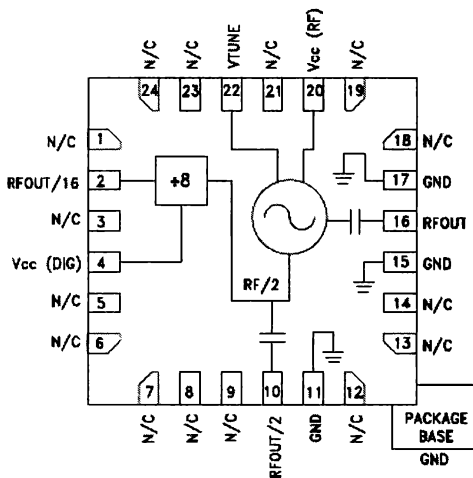 N/C
N/C
VTUNE
N/C
Vcc (RF)
N/C
24
23
22
21
20
19
N/C
1
18
N/C
RFOUT/16
2
+8
17
GND
N/C
3
16
RFOUT
Vcc (DIG)
4
15
GND
RF/2
N/C
5
14
N/C
N/C
6
13
N/C
7
8
9
10
11
12
N/C
N/C
N/C
RFOUT/2
GND
N/C
PACKAGE
BASE
GND